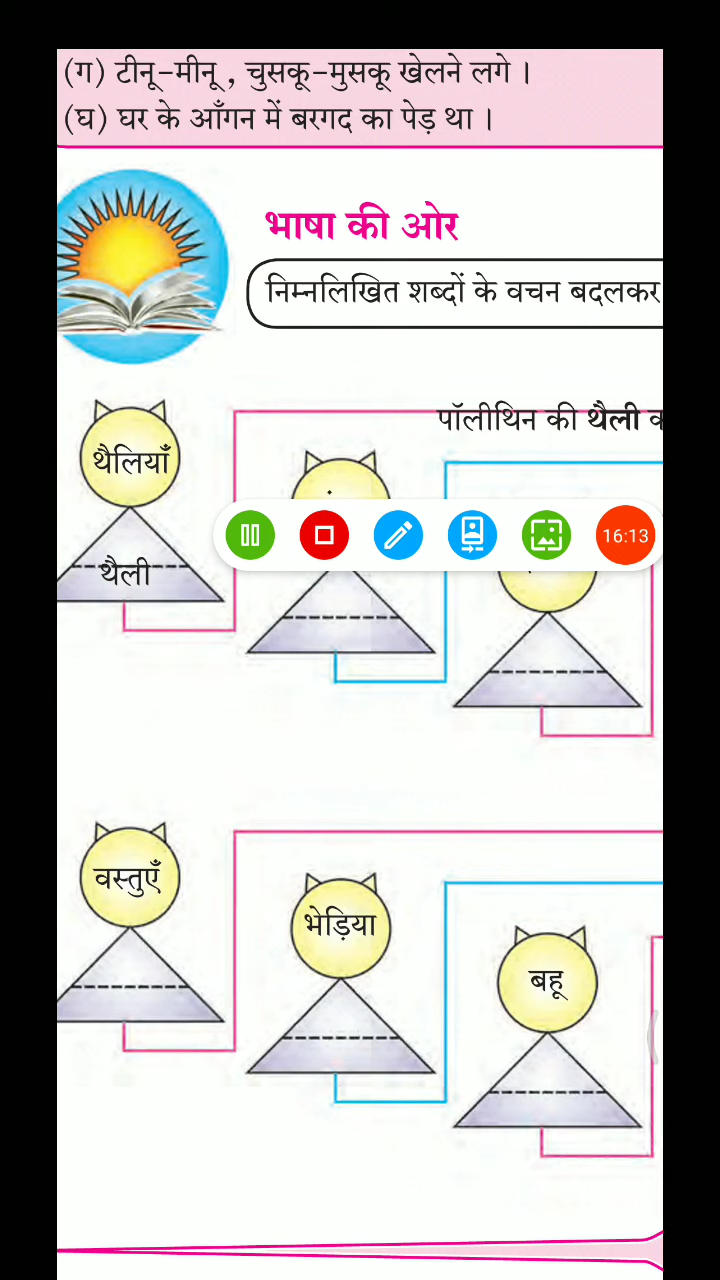 (ग) टीनू-मीनू , चुसकू-मुसकू खेलने लगे ।
(घ) घर के आँगन में बरगद का पेड़ था ।
भाषा की ओर
निम्नलिखित शब्दों के वचन बदलकर
पॉलीथिन की थैली
थैलियाँ
थैली
16:13
वस्तुएँ
भेड़िया
बहू